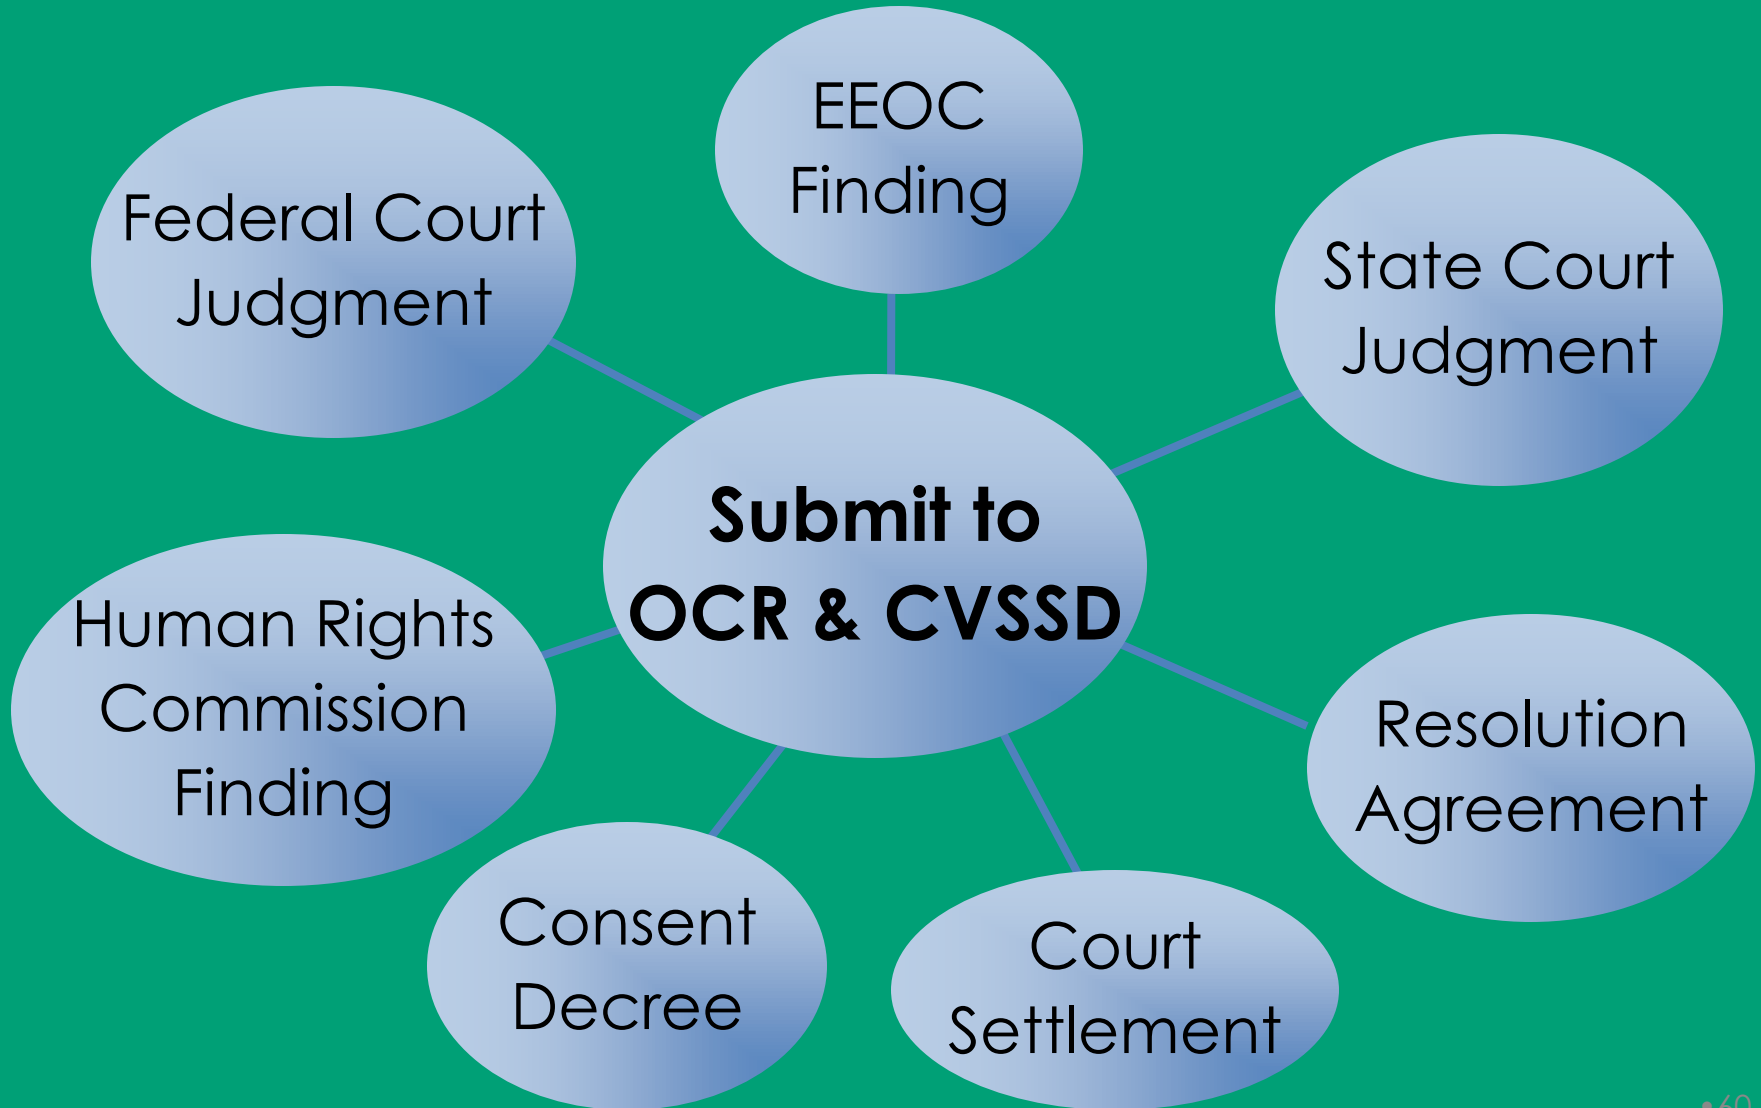 EEOC
Finding
Federal Court
Judgment
State Court
Judgment
Submit to
OCR & CVSSD
Human Rights
Commission
Finding
Resolution
Agreement
Consent
Decree
Court
Settlement
• 60